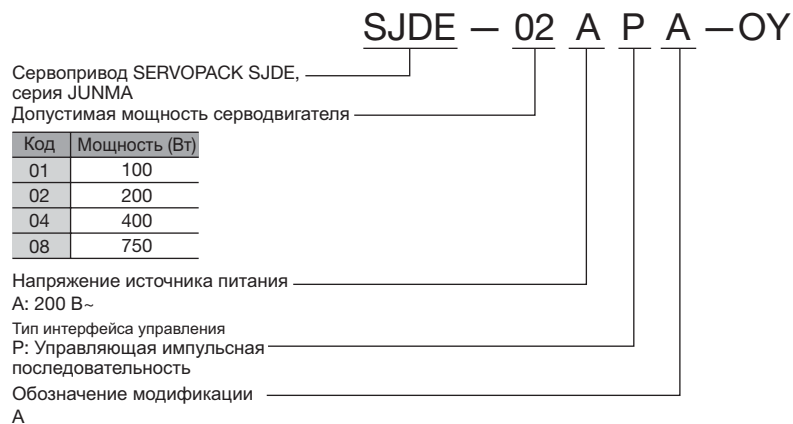 SJDE – 02 A P A – OY
Сервопривод SERVOPACK SJDE,
серия JUNMA
Допустимая мощность серводвигателя
Код Мощность (Вт)
01 100
02 200
04 400
08 750
Напряжение источника питания
A: 200 В~
Тип интерфейса управления
P: Управляющая импульсная
последовательность
Обозначение модификации
A